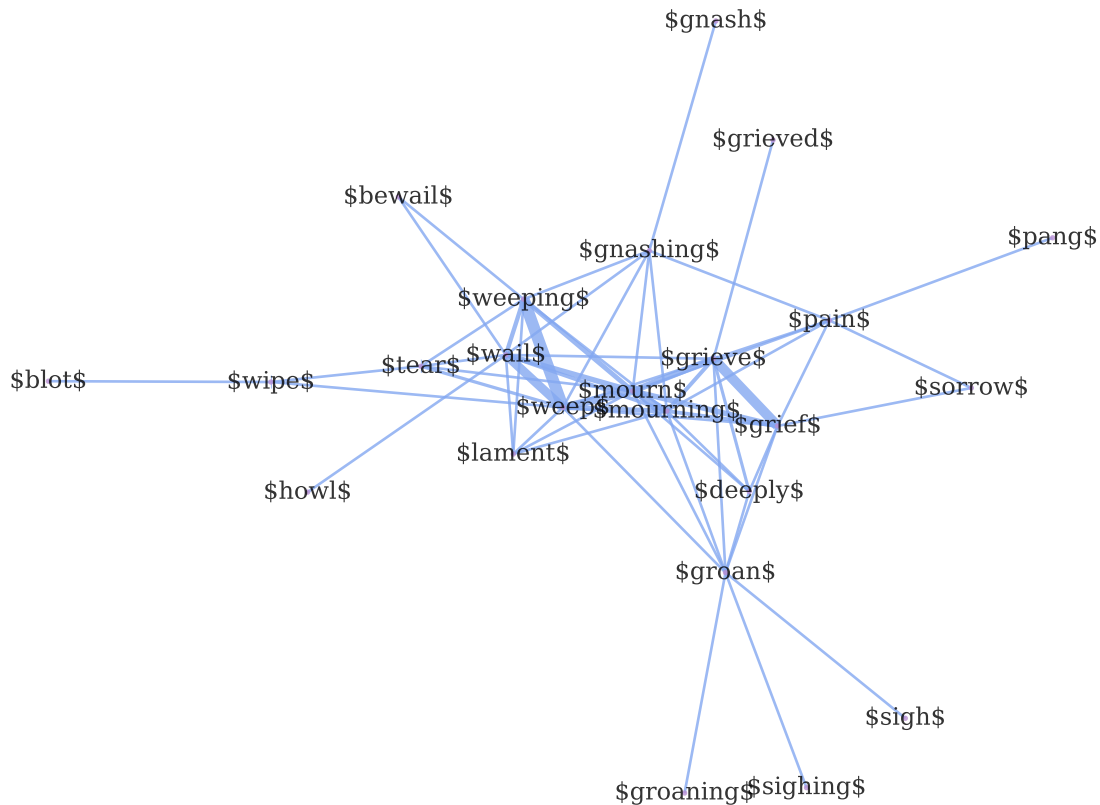 $gnash$
$grieved$
$bewail$
$pang$
$gnashing$
$weeping$
$pain$
$wail$
$grieve$
$tear$
$blot$
$wipe$
$sorrow$
$mourn$
$weep$
$mourning$
$grief$
$lament$
$howl$
$deeply$
$groan$
$sigh$
$groaning$
$sighing$